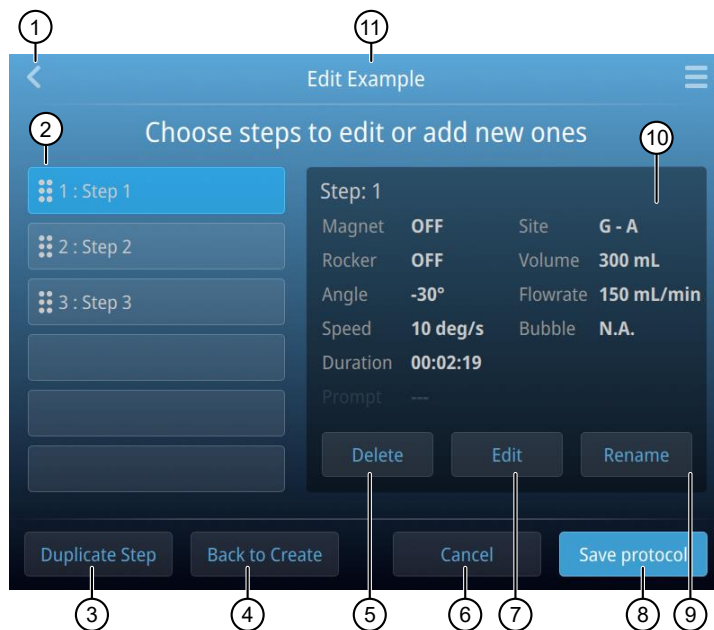 1
11
Edit Example
2
Choose steps to edit or add new ones
10
1 : Step 1
2 : Step 2
3 : Step 3
Step: 1
Magnet OFF Site G - A
Rocker OFF Volume 300 mL
Angle -30° Flowrate 150 mL/min
Speed 10 deg/s Bubble N.A.
Duration 00:02:19
Prompt ---
Delete Edit Rename
Duplicate Step Back to Create Cancel Save protocol
3 4 5 6 7 8 9